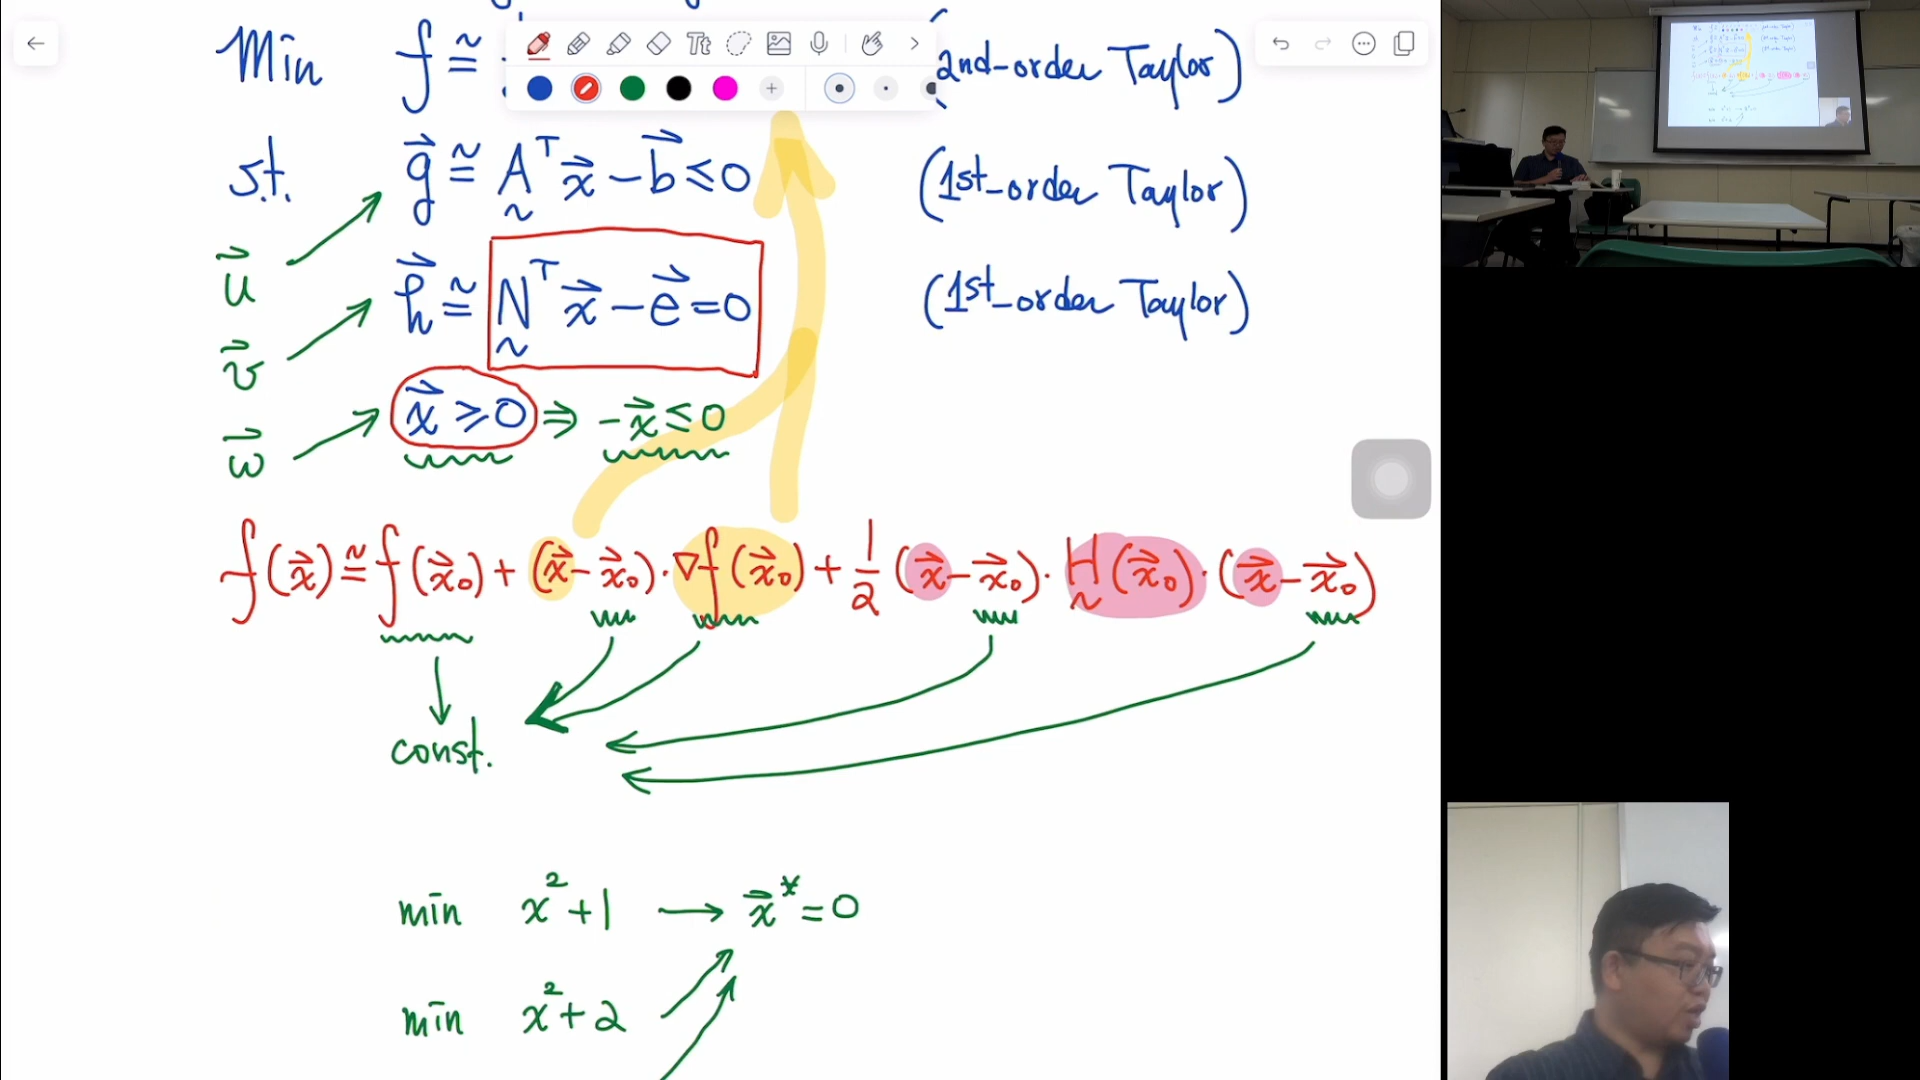 Min f ≅ (2nd-order Taylor)
s.t. g⃗ ≅ A^T x⃗ − b⃗ ≤ 0 (1st-order Taylor)
u⃗
h⃗ ≅ N^T x⃗ − e⃗ = 0 (1st-order Taylor)
v⃗
x⃗ ≥ 0 ⇒ −x⃗ ≤ 0
w⃗
f(x⃗) ≅ f(x⃗₀) + (x⃗ − x⃗₀) · ∇f(x⃗₀) + 1/2 (x⃗ − x⃗₀) · H(x⃗₀) · (x⃗ − x⃗₀)
const.
min x² + 1 → x⃗* = 0
min x² + 2
Tt